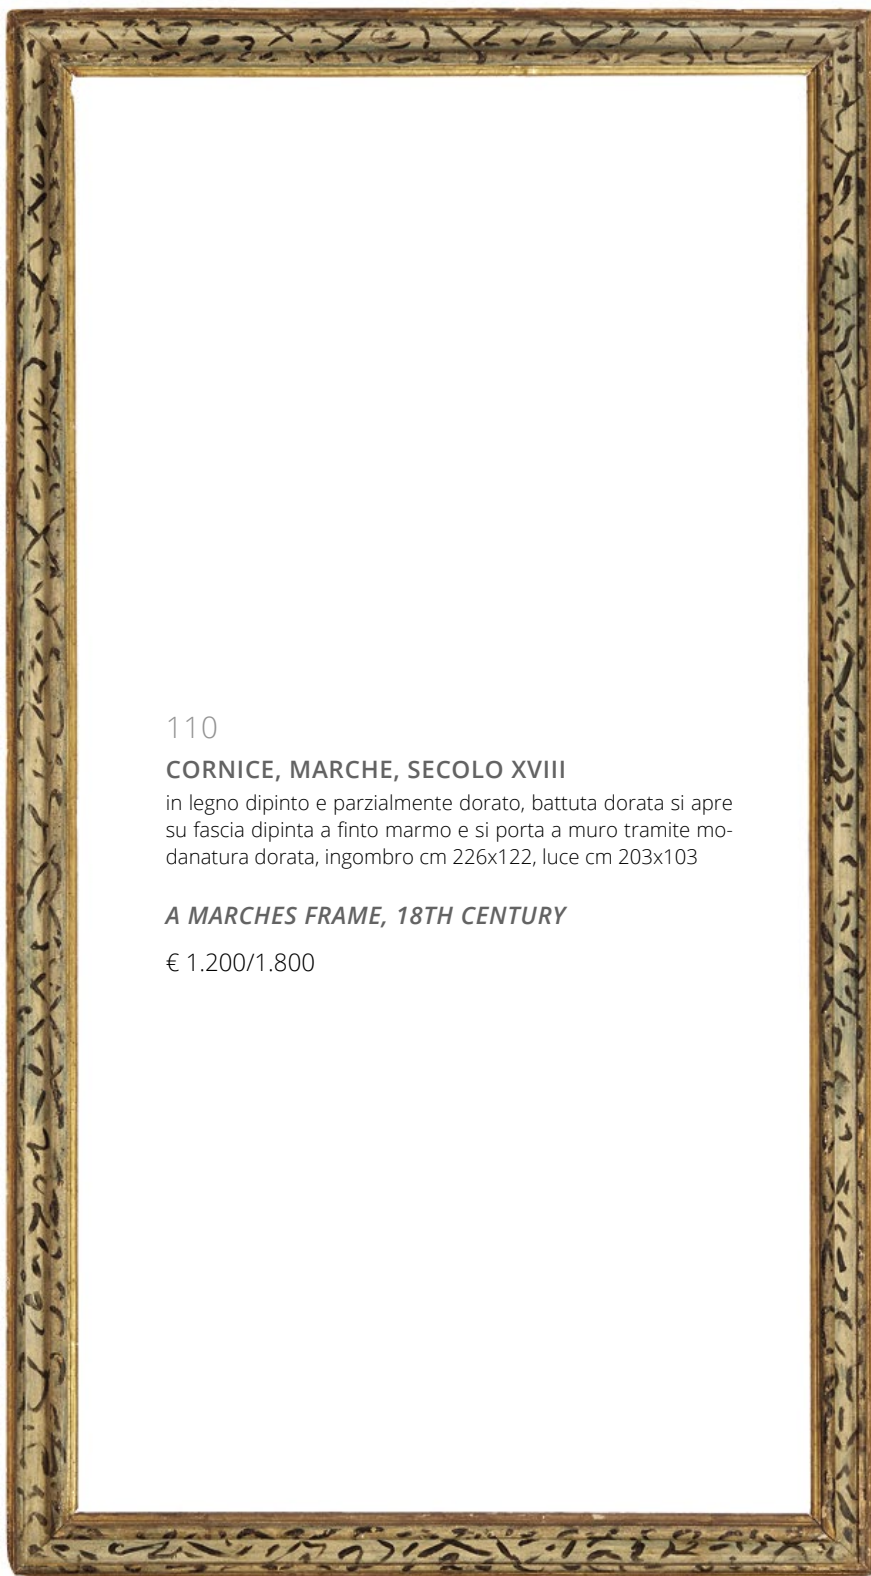 110
CORNICE, MARCHE, SECOLO XVIII
in legno dipinto e parzialmente dorato, battuta dorata si apre
su fascia dipinta a finto marmo e si porta a muro tramite mo-
danatura dorata, ingombro cm 226x122, luce cm 203x103
A MARCHES FRAME, 18TH CENTURY
€ 1.200/1.800